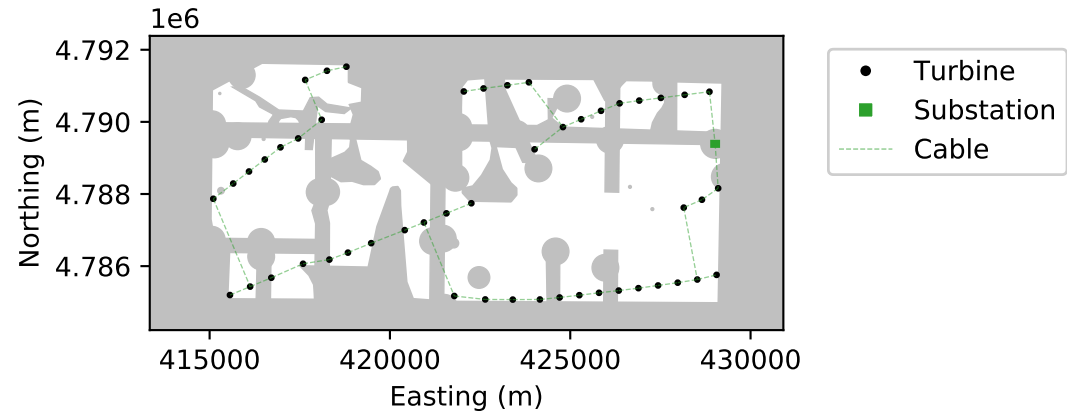 1e6
4.792
4.790
4.788
4.786
Northing (m)
415000 420000 425000 430000
Easting (m)
Turbine
Substation
Cable